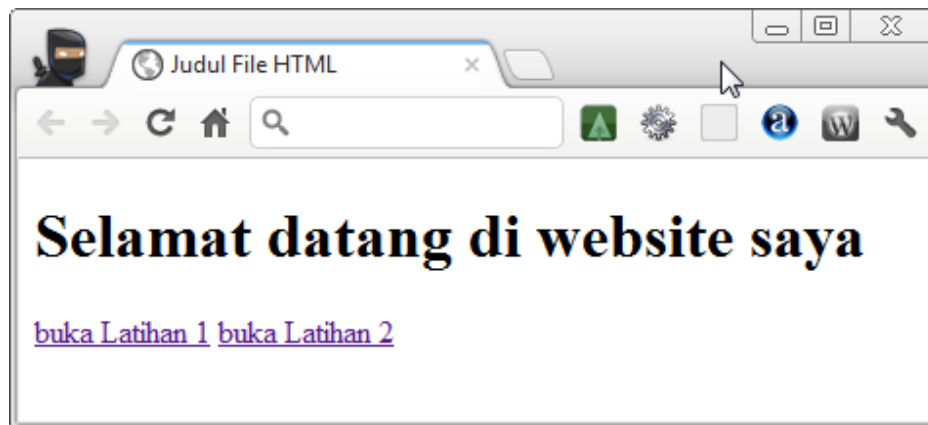 Judul File HTML
Selamat datang di website saya
buka Latihan 1 buka Latihan 2